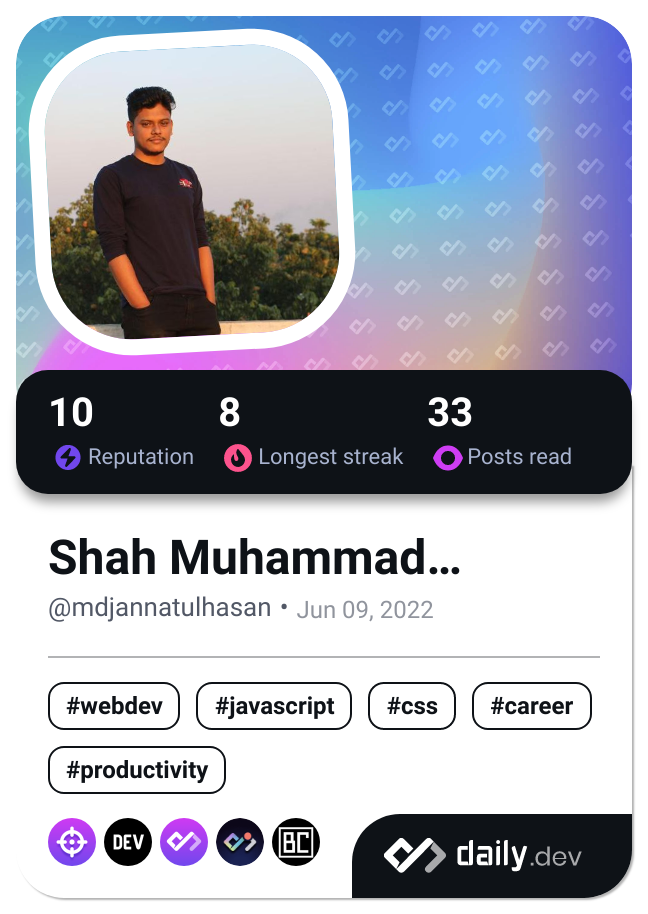 10 8 33
Reputation Longest streak Posts read
Shah Muhammad...
@mdjannatulhasan • Jun 09, 2022
#webdev #javascript #css #career
#productivity
DEV BC daily.dev